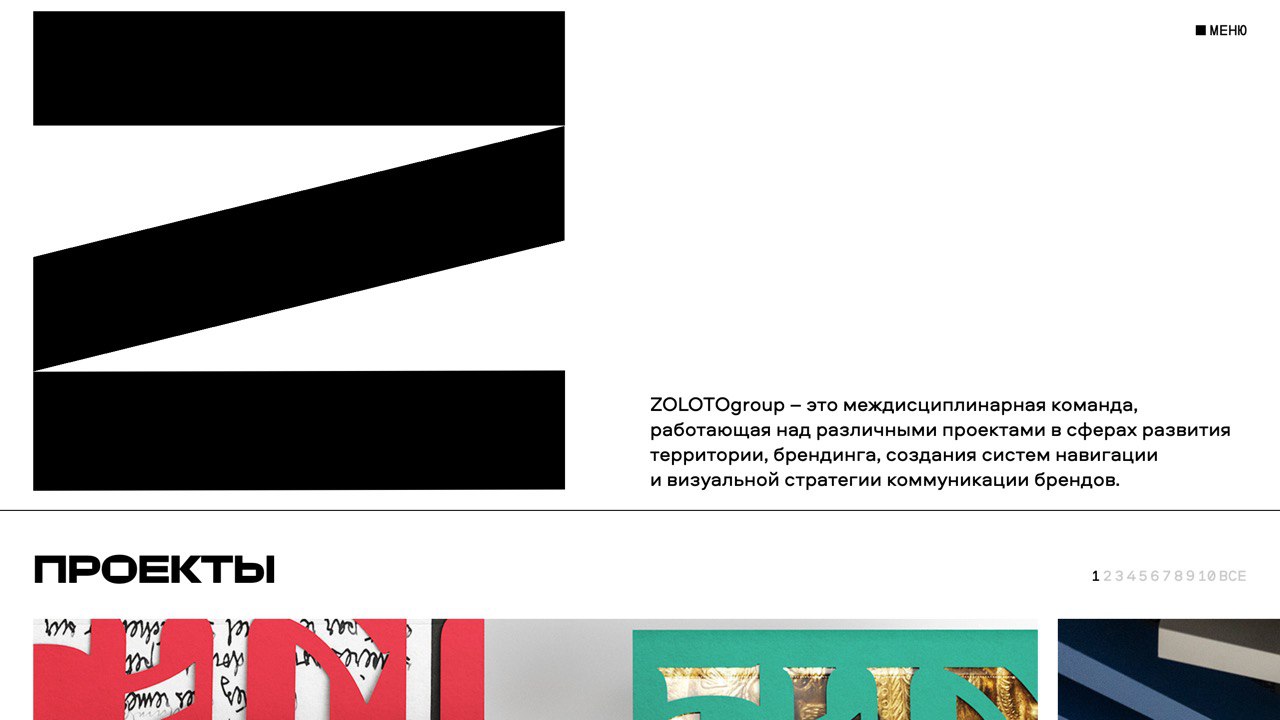 МЕНЮ
ZOLOTOgroup – это междисциплинарная команда,
работающая над различными проектами в сферах развития
территории, брендинга, создания систем навигации
и визуальной стратегии коммуникации брендов.
ПРОЕКТЫ
1 2 3 4 5 6 7 8 9 10 ВСЕ